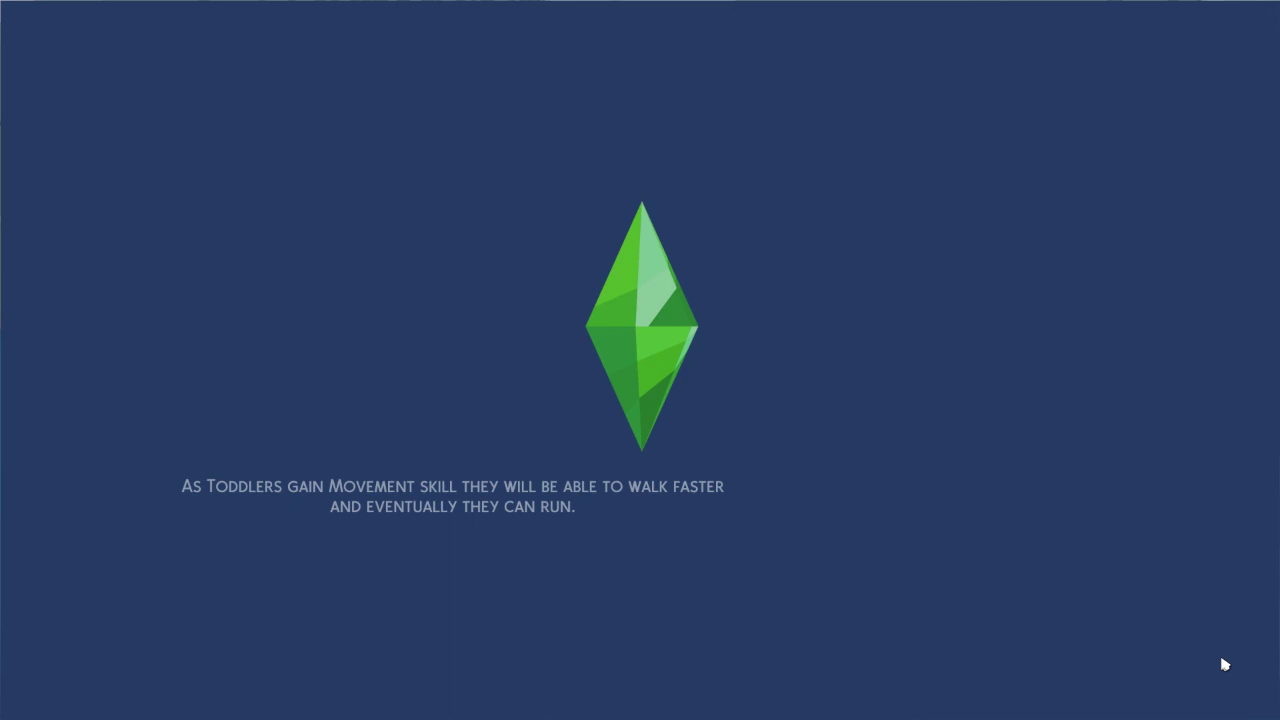 As Toddlers gain Movement skill they will be able to walk faster
and eventually they can run.